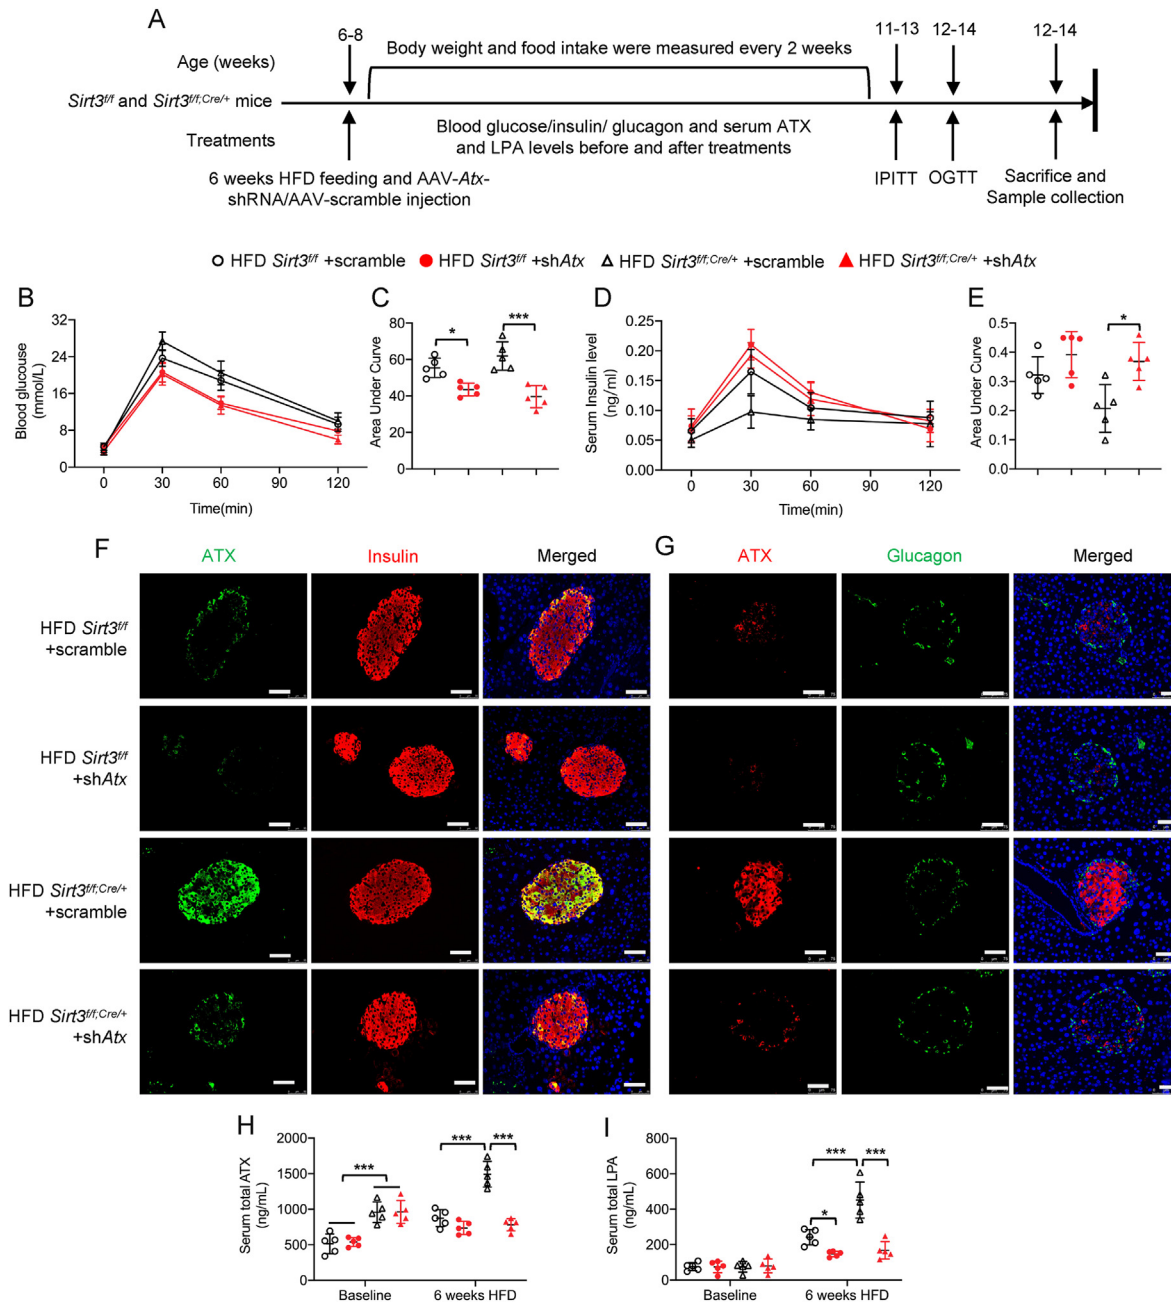 A
6-8
11-13
12-14
12-14
Age (weeks)
Body weight and food intake were measured every 2 weeks
Sirt3f/f and Sirt3f/f;Cre/+ mice
Treatments
Blood glucose/insulin/ glucagon and serum ATX
and LPA levels before and after treatments
6 weeks HFD feeding and AAV-Atx-
shRNA/AAV-scramble injection
IPITT
OGTT
Sacrifice and
Sample collection
HFD Sirt3f/f +scramble
HFD Sirt3f/f +shAtx
HFD Sirt3f/f;Cre/+ +scramble
HFD Sirt3f/f;Cre/+ +shAtx
B
Blood glucouse
(mmol/L)
32
24
16
8
0
0 30 60 90 120
Time(min)
C
Area Under Curve
80
60
40
20
0
*
***
D
Serum Insulin level
(ng/ml)
0.25
0.20
0.15
0.10
0.05
0.00
0 30 60 90 120
Time(min)
E
Area Under Curve
0.5
0.4
0.3
0.2
0.1
0.0
*
F
ATX
Insulin
Merged
G
ATX
Glucagon
Merged
HFD Sirt3f/f
+scramble
HFD Sirt3f/f
+shAtx
HFD Sirt3f/f;Cre/+
+scramble
HFD Sirt3f/f;Cre/+
+shAtx
H
Serum total ATX
(ng/mL)
2000
1500
1000
500
0
***
***
***
Baseline
6 weeks HFD
I
Serum total LPA
(ng/mL)
800
600
400
200
0
***
***
*
Baseline
6 weeks HFD